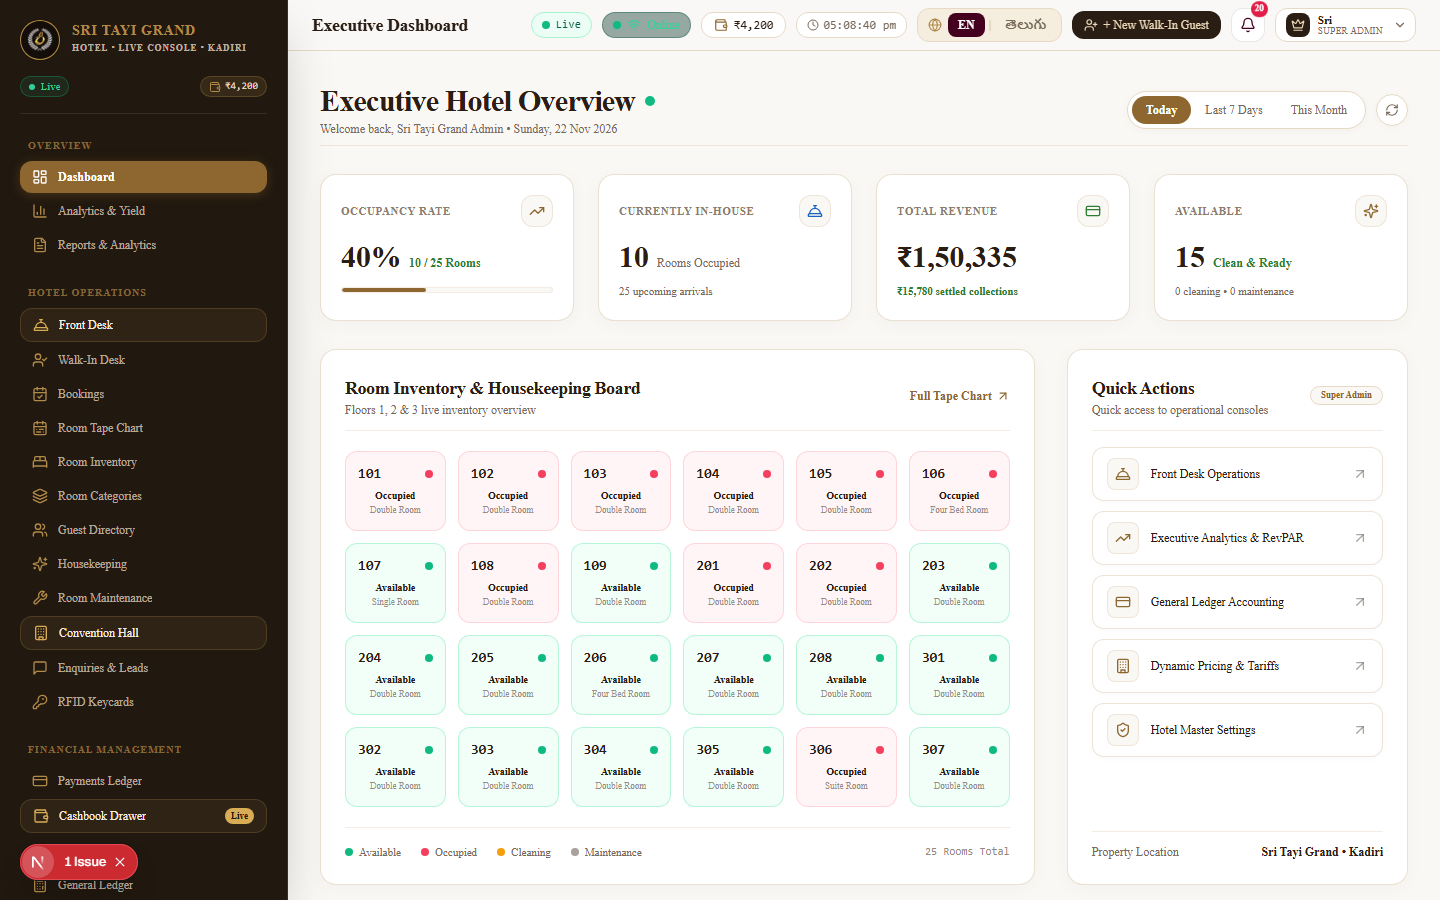 SRI TAYI GRAND
HOTEL • LIVE CONSOLE • KADIRI
Live
₹4,200
OVERVIEW
Dashboard
Analytics & Yield
Reports & Analytics
HOTEL OPERATIONS
Front Desk
Walk-In Desk
Bookings
Room Tape Chart
Room Inventory
Room Categories
Guest Directory
Housekeeping
Room Maintenance
Convention Hall
Enquiries & Leads
RFID Keycards
FINANCIAL MANAGEMENT
Payments Ledger
Cashbook Drawer Live
N 1 Issue
General Ledger
Executive Dashboard
Live
Online
₹4,200
05:08:40 pm
EN
తెలుగు
+ New Walk-In Guest
20
Sri
SUPER ADMIN
Executive Hotel Overview
Welcome back, Sri Tayi Grand Admin • Sunday, 22 Nov 2026
Today Last 7 Days This Month
OCCUPANCY RATE
40% 10 / 25 Rooms
CURRENTLY IN-HOUSE
10 Rooms Occupied
25 upcoming arrivals
TOTAL REVENUE
₹1,50,335
₹15,780 settled collections
AVAILABLE
15 Clean & Ready
0 cleaning • 0 maintenance
Room Inventory & Housekeeping Board
Floors 1, 2 & 3 live inventory overview
Full Tape Chart
101
Occupied
Double Room
102
Occupied
Double Room
103
Occupied
Double Room
104
Occupied
Double Room
105
Occupied
Double Room
106
Occupied
Four Bed Room
107
Available
Single Room
108
Occupied
Double Room
109
Available
Double Room
201
Occupied
Double Room
202
Occupied
Double Room
203
Available
Double Room
204
Available
Double Room
205
Available
Double Room
206
Available
Four Bed Room
207
Available
Double Room
208
Available
Double Room
301
Available
Double Room
302
Available
Double Room
303
Available
Double Room
304
Available
Double Room
305
Available
Double Room
306
Occupied
Suite Room
307
Available
Double Room
Available Occupied Cleaning Maintenance
25 Rooms Total
Quick Actions
Quick access to operational consoles
Super Admin
Front Desk Operations
Executive Analytics & RevPAR
General Ledger Accounting
Dynamic Pricing & Tariffs
Hotel Master Settings
Property Location
Sri Tayi Grand • Kadiri